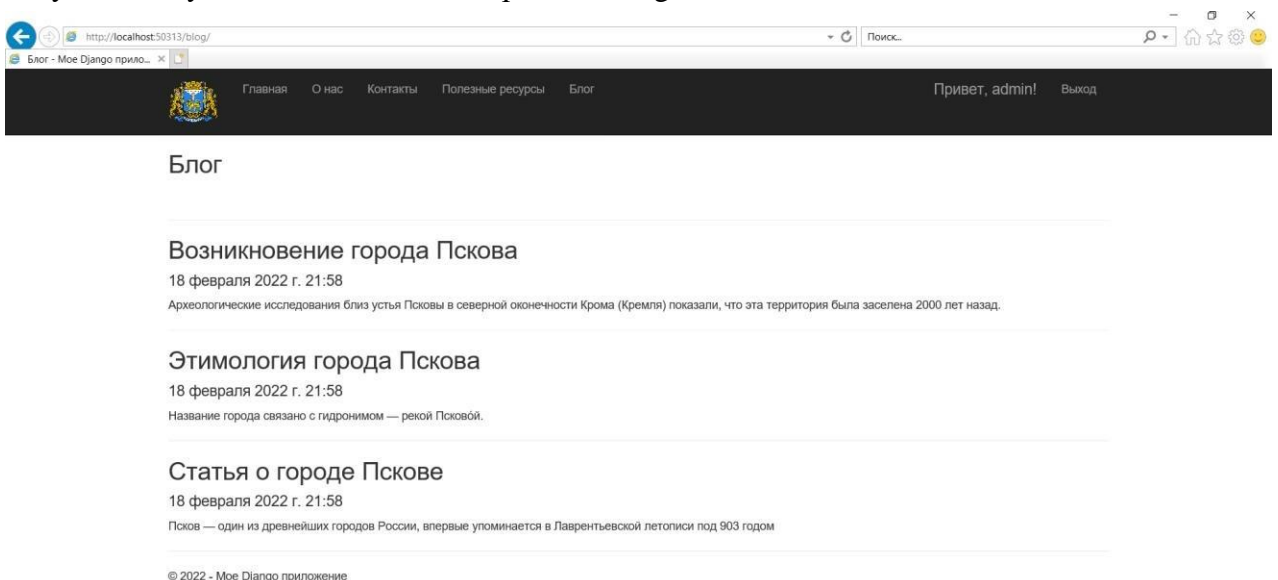 http://localhost:50313/blog/
Поиск...
Блог - Мое Django прило...
Главная О нас Контакты Полезные ресурсы Блог Привет, admin! Выход
Блог
Возникновение города Пскова
18 февраля 2022 г. 21:58
Археологические исследования близ устья Псковы в северной оконечности Крома (Кремля) показали, что эта территория была заселена 2000 лет назад.
Этимология города Пскова
18 февраля 2022 г. 21:58
Название города связано с гидронимом — рекой Псково́й.
Статья о городе Пскове
18 февраля 2022 г. 21:58
Псков — один из древнейших городов России, впервые упоминается в Лаврентьевской летописи под 903 годом
© 2022 - Мое Django приложение